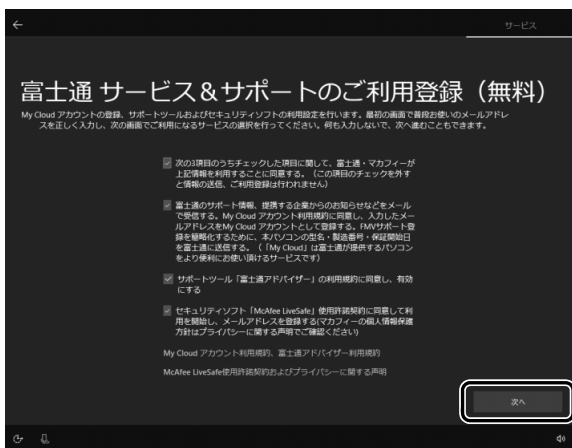 サービス
富士通 サービス＆サポートのご利用登録（無料）
My Cloud アカウントの登録、サポートツールおよびセキュリティソフトの利用設定を行います。最初の画面で普段お使いのメールアドレ
スを正しく入力し、次の画面でご利用になるサービスの選択を行ってください。何も入力しないで、次へ進むこともできます。
次の3項目のうちチェックした項目に関して、富士通・マカフィーが
上記情報を利用することに同意する。（この項目のチェックを外す
と情報の送信、ご利用登録は行われません）
富士通のサポート情報、提携する企業からのお知らせなどをメール
で受信する。My Cloud アカウント利用規約に同意し、入力したメー
ルアドレスをMy Cloud アカウントとして登録する。FMVサポート登
録を簡略化するために、本パソコンの型名・製造番号・保証開始日
を富士通に送信する。（「My Cloud」は富士通が提供するパソコン
をより便利にお使い頂けるサービスです）
サポートツール「富士通アドバイザー」の利用規約に同意し、有効
にする
セキュリティソフト「McAfee LiveSafe」使用許諾契約に同意して利
用を開始し、メールアドレスを登録する(マカフィーの個人情報保護
方針はプライバシーに関する声明でご確認ください)
My Cloud アカウント利用規約、富士通アドバイザー利用規約
McAfee LiveSafe使用許諾契約およびプライバシーに関する声明
次へ